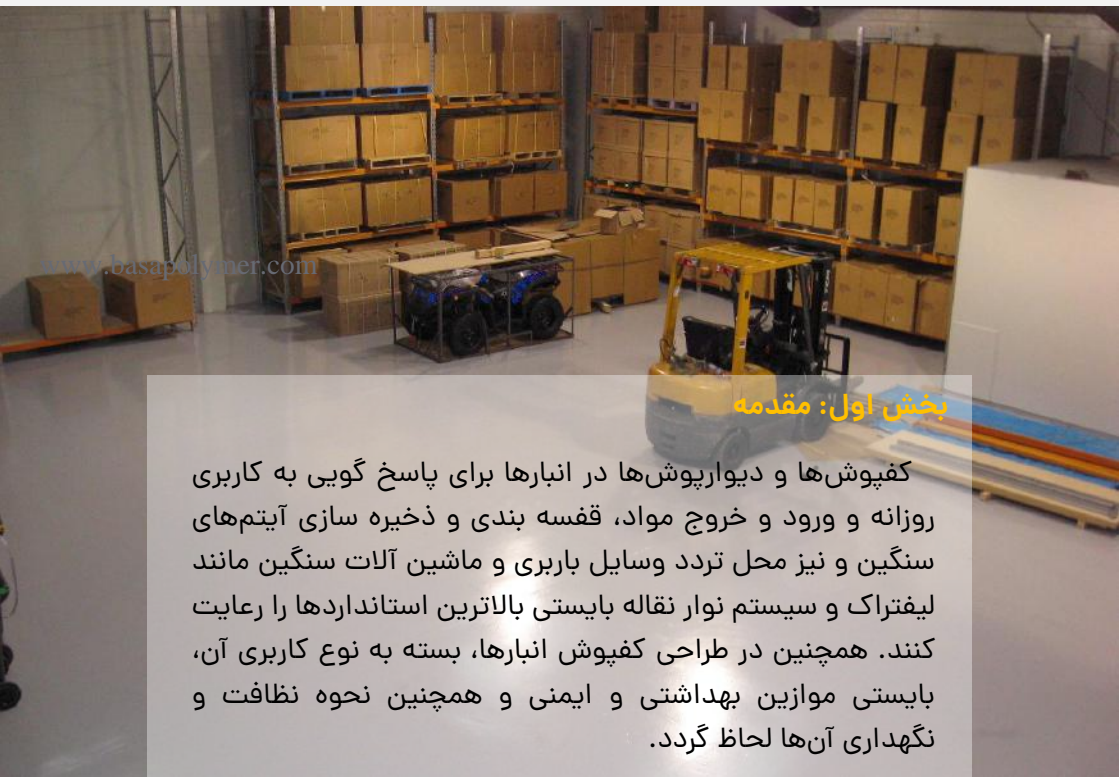 www.basapolymer.com
بخش اول: مقدمه
کفپوش‌ها و دیوارپوش‌ها در انبارها برای پاسخ گویی به کاربری
روزانه و ورود و خروج مواد، قفسه بندی و ذخیره سازی آیتم‌های
سنگین و نیز محل تردد وسایل باربری و ماشین آلات سنگین مانند
لیفتراک و سیستم نوار نقاله بایستی بالاترین استانداردها را رعایت
کنند. همچنین در طراحی کفپوش انبارها، بسته به نوع کاربری آن،
بایستی موازین بهداشتی و ایمنی و همچنین نحوه نظافت و
نگهداری آن‌ها لحاظ گردد.